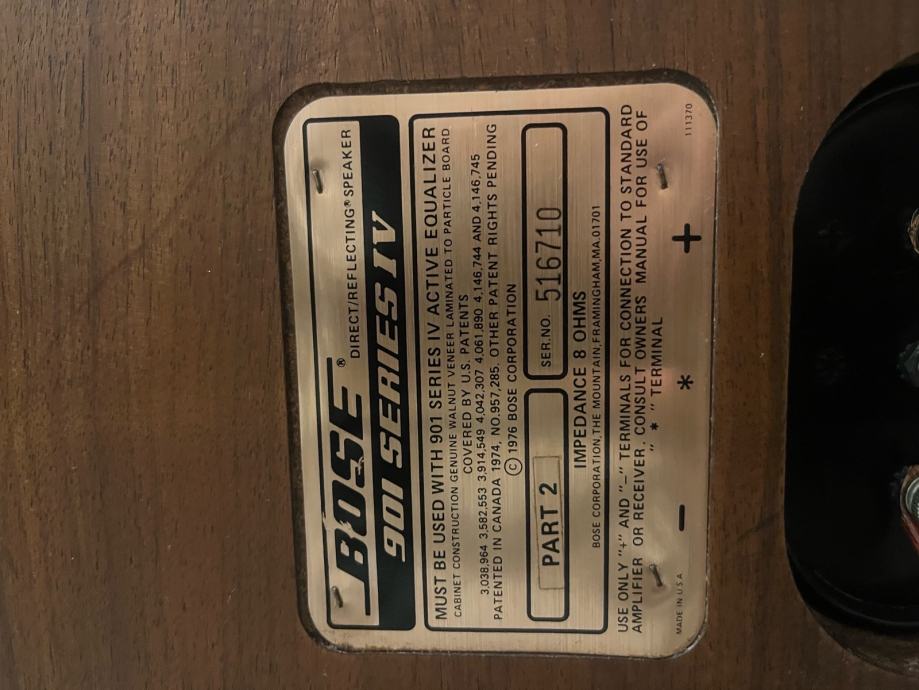 BOSE®
DIRECT/REFLECTING® SPEAKER
901 SERIES IV
MUST BE USED WITH 901 SERIES IV ACTIVE EQUALIZER
CABINET CONSTRUCTION GENUINE WALNUT VENEER LAMINATED TO PARTICLE BOARD
COVERED BY U.S. PATENTS
3,038,964 3,582,553 3,914,549 4,042,307 4,061,890 4,146,744 AND 4,146,745
PATENTED IN CANADA 1974, NO.957,285. OTHER PATENT RIGHTS PENDING
© 1976 BOSE CORPORATION
PART 2
SER.NO. 516710
IMPEDANCE 8 OHMS
BOSE CORPORATION,THE MOUNTAIN,FRAMINGHAM,MA.01701
USE ONLY "+" AND "–" TERMINALS FOR CONNECTION TO STANDARD
AMPLIFIER OR RECEIVER. CONSULT OWNERS MANUAL FOR USE OF
" * " TERMINAL
– * +
MADE IN U.S.A 111370